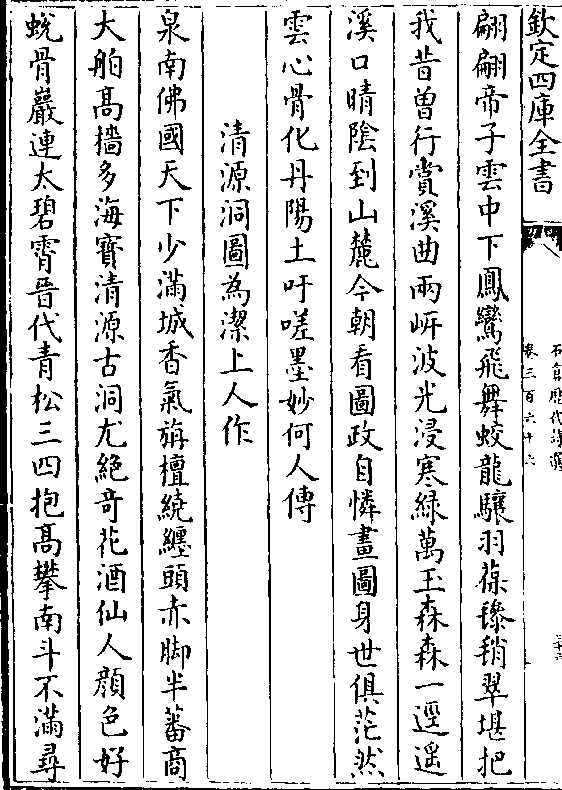 欽定四庫全書
石倉歷代詩選
卷三百六十六
翩翩帝子雲中下鳳鸞飛舞蛟龍驤羽葆毿毿翠堪把
我昔曾行賞溪曲兩岍波光浸寒綠萬玉森森一逕遥
溪口晴陰到山麓今朝看圖政自憐畫圖身世俱茫然
雲心骨化丹陽土吁嗟墨妙何人傳
清源洞圖為潔上人作
泉南佛國天下少滿城香氣旃檀繞纏頭赤脚半蕃商
大舶髙檣多海寶清源古洞尤絶奇花酒仙人顔色好
蛻骨巖連太碧霄晉代青松三四抱髙攀南斗不滿尋